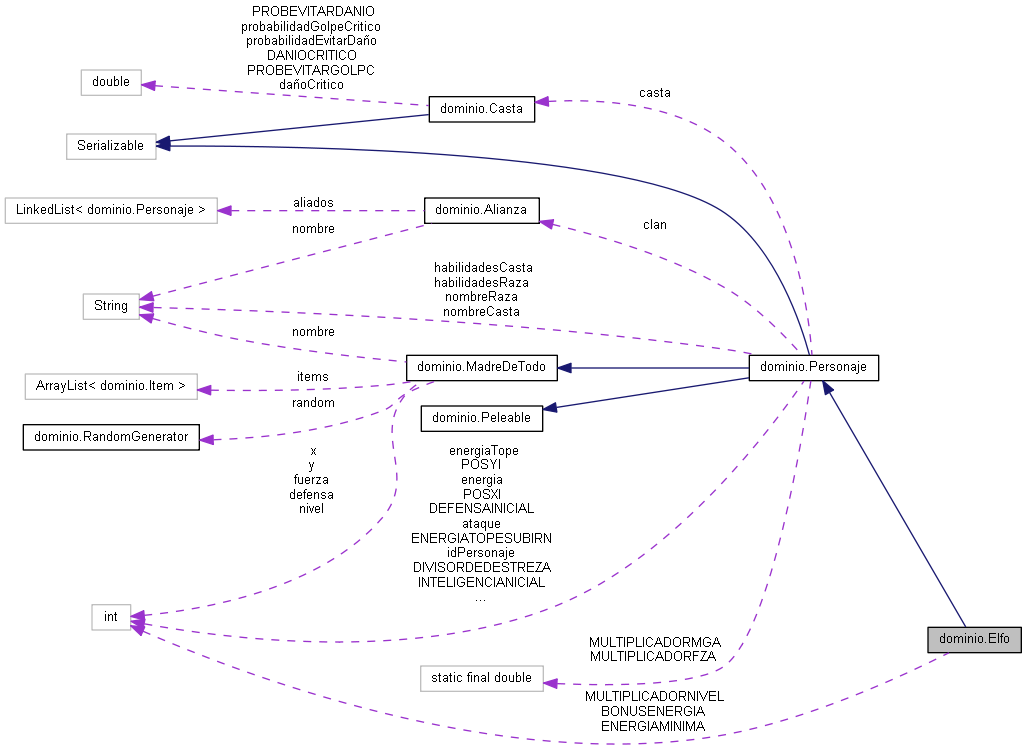 PROBEVITARDANIO
probabilidadGolpeCritico
probabilidadEvitarDaño
DANIOCRITICO
PROBEVITARGOLPC
dañoCritico
double
casta
dominio.Casta
Serializable
LinkedList< dominio.Personaje >
aliados
nombre
dominio.Alianza
clan
String
habilidadesCasta
habilidadesRaza
nombreRaza
nombreCasta
nombre
dominio.MadreDeTodo
dominio.Personaje
ArrayList< dominio.Item >
items
random
dominio.Peleable
dominio.RandomGenerator
x
y
fuerza
defensa
nivel
energiaTope
POSYI
energia
POSXI
DEFENSAINICIAL
ataque
ENERGIATOPESUBIRN
idPersonaje
DIVISORDEDESTREZA
INTELIGENCIANICIAL
...
int
MULTIPLICADORMGA
MULTIPLICADORFZA
dominio.Elfo
static final double
MULTIPLICADORNIVEL
BONUSENERGIA
ENERGIAMINIMA